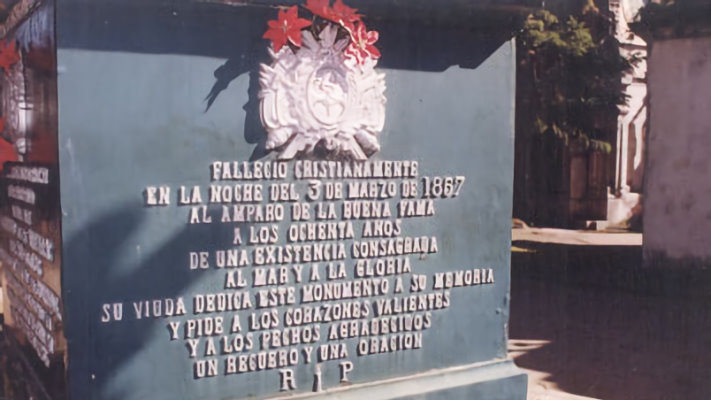 FALLECIO CRISTIANAMENTE
EN LA NOCHE DEL 3 DE MARZO DE 1867
AL AMPARO DE LA BUENA FAMA
A LOS OCHENTA AÑOS
DE UNA EXISTENCIA CONSAGRADA
AL MAR Y A LA GLORIA
SU VIUDA DEDICA ESTE MONUMENTO A SU MEMORIA
Y PIDE A LOS CORAZONES VALIENTES
Y A LOS PECHOS AGRADECIDOS
UN RECUERO Y UNA ORACION
R I P